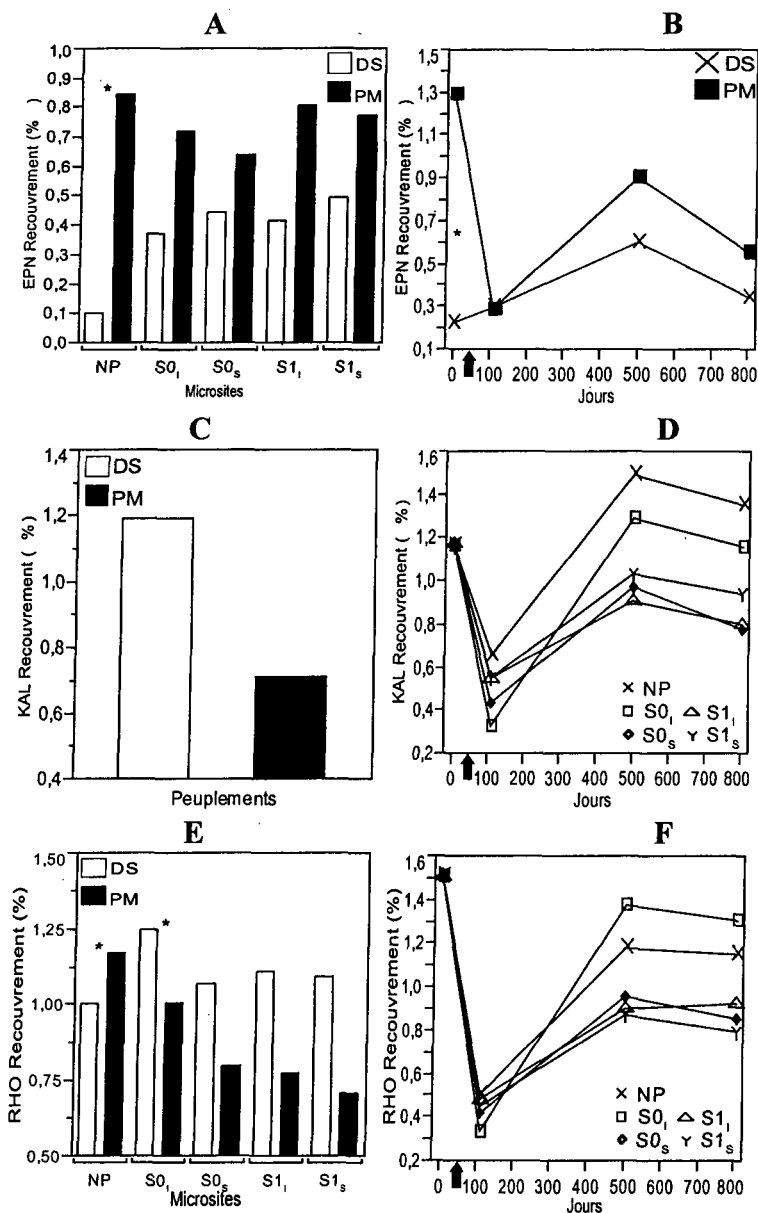 A
EPN Recouvrement (%)
1,0
0,9
0,8
0,7
0,6
0,5
0,4
0,3
0,2
0,1
0,0
DS
PM
*
NP S0I S0S S1I S1S
Microsites
B
EPN Recouvrement (%)
1,5
1,3
1,1
0,9
0,7
0,5
0,3
0,1
DS
PM
*
0 100 200 300 400 500 600 700 800
Jours
C
KAL Recouvrement ( %)
1,4
1,2
1,0
0,8
0,6
0,4
DS
PM
Peuplements
D
KAL Recouvrement ( %)
1,6
1,4
1,2
1,0
0,8
0,6
0,4
0,2
NP
S0I S1I
S0S S1S
0 100 200 300 400 500 600 700 800
Jours
E
RHO Recouvrement (%)
1,50
1,25
1,00
0,75
0,50
DS
PM
*
*
NP S0I S0S S1I S1S
Microsites
F
RHO Recouvrement (%)
1,6
1,4
1,2
1,0
0,8
0,6
0,4
0,2
NP
S0I S1I
S0S S1S
0 100 200 300 400 500 600 700 800
Jours